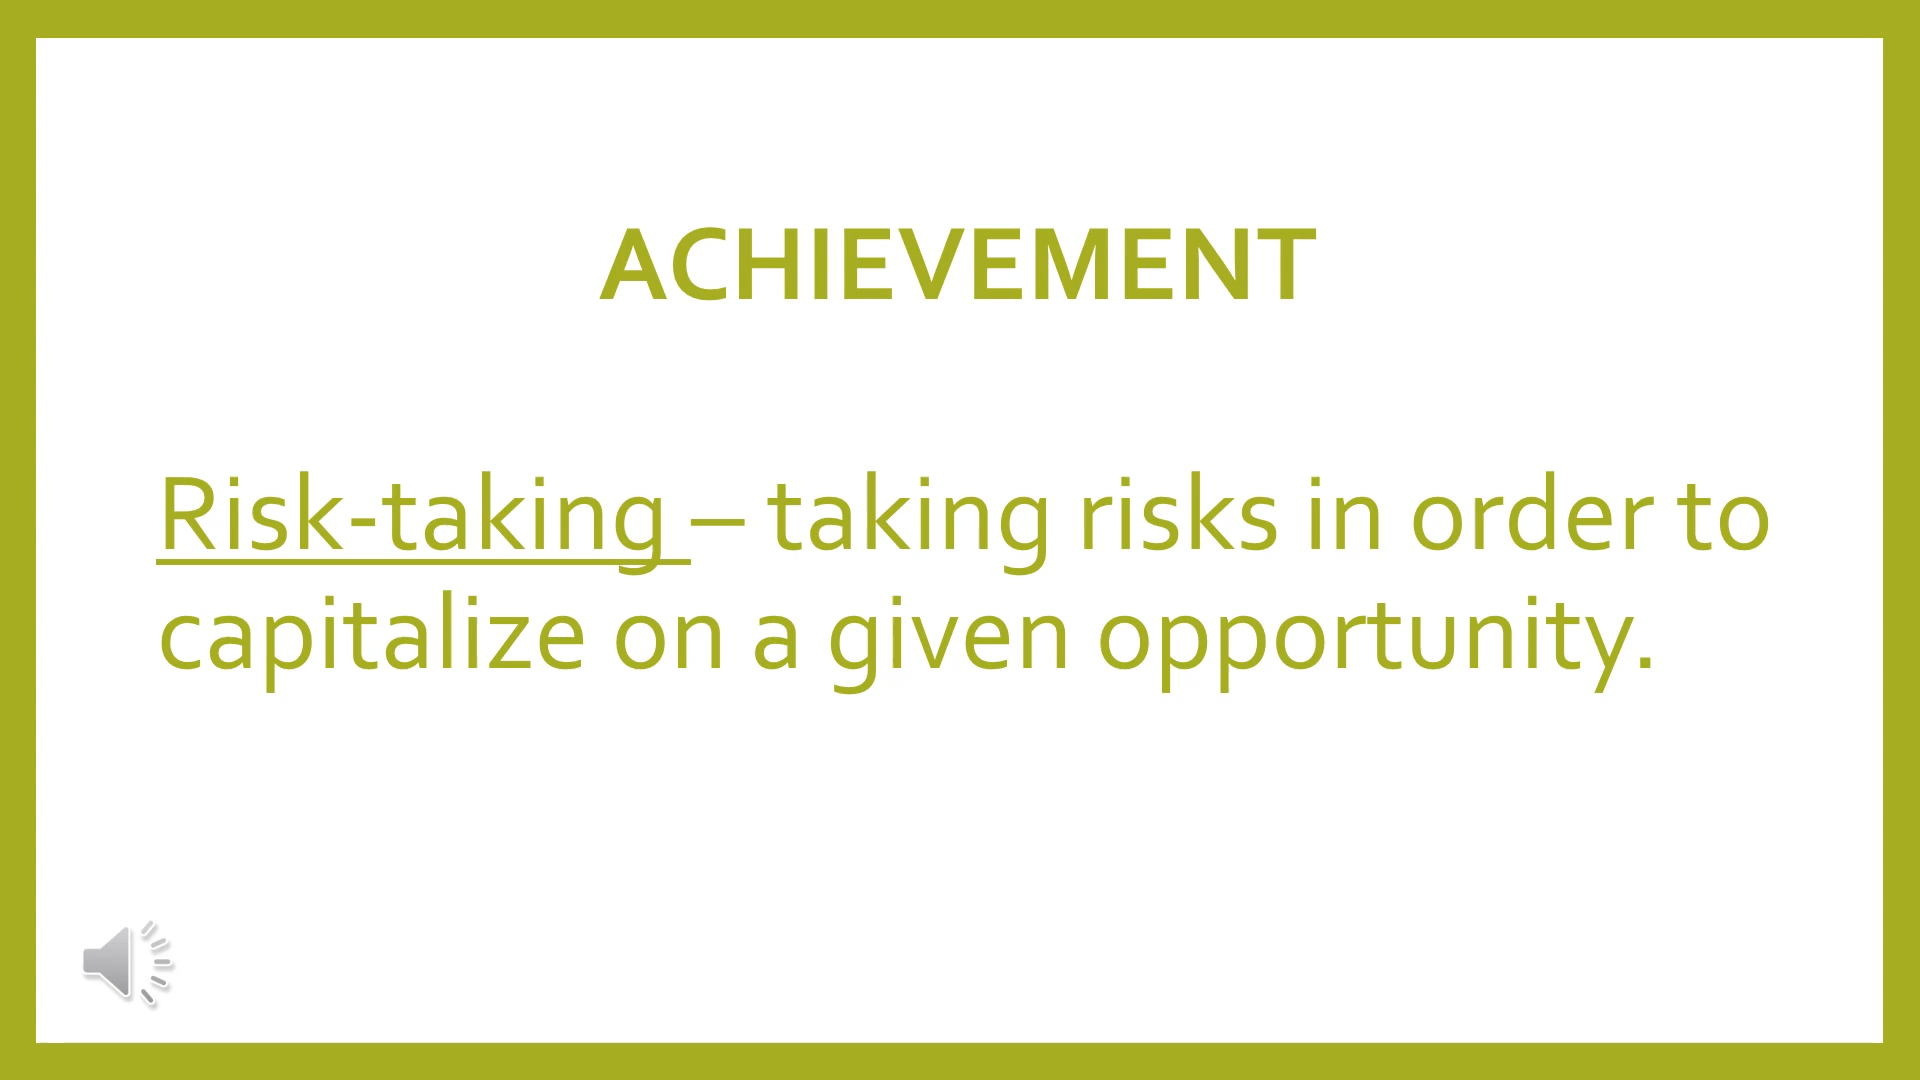 ACHIEVEMENT
Risk-taking – taking risks in order to
capitalize on a given opportunity.